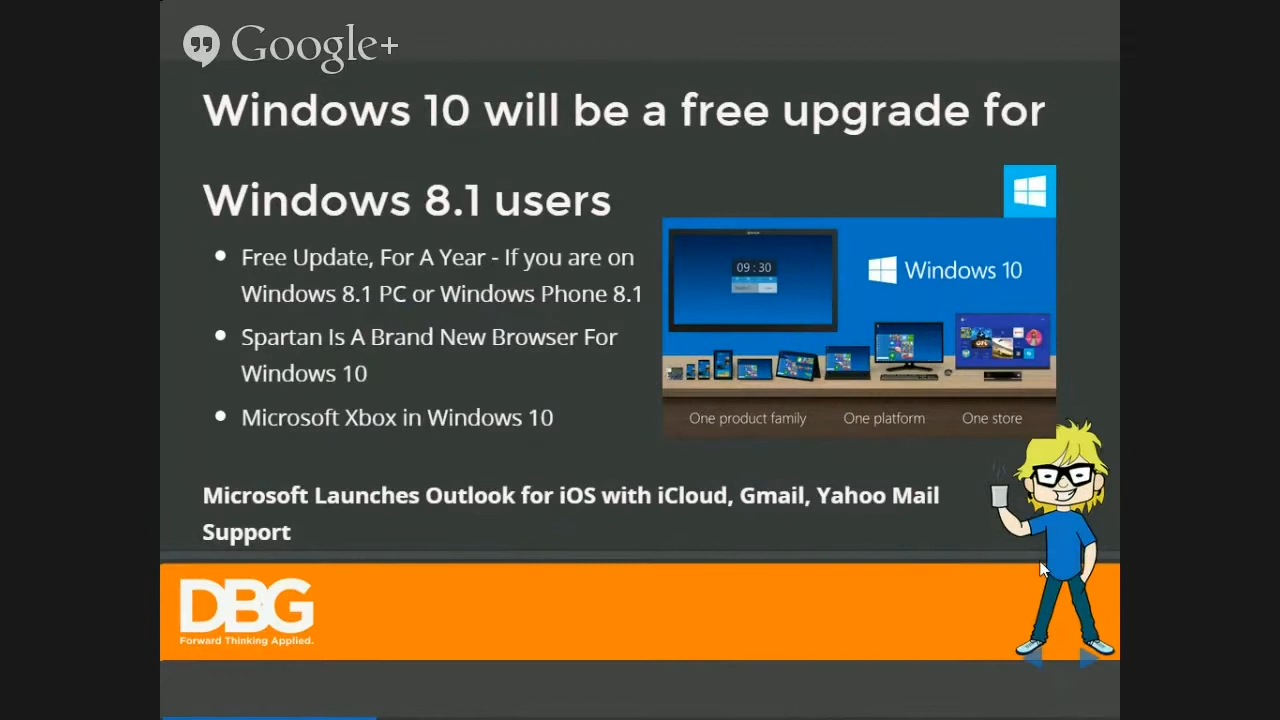 Google+
Windows 10 will be a free upgrade for
Windows 8.1 users
• Free Update, For A Year - If you are on
Windows 8.1 PC or Windows Phone 8.1
• Spartan Is A Brand New Browser For
Windows 10
• Microsoft Xbox in Windows 10
09:30
Windows 10
One product family One platform One store
Microsoft Launches Outlook for iOS with iCloud, Gmail, Yahoo Mail
Support
DBG
Forward Thinking Applied.